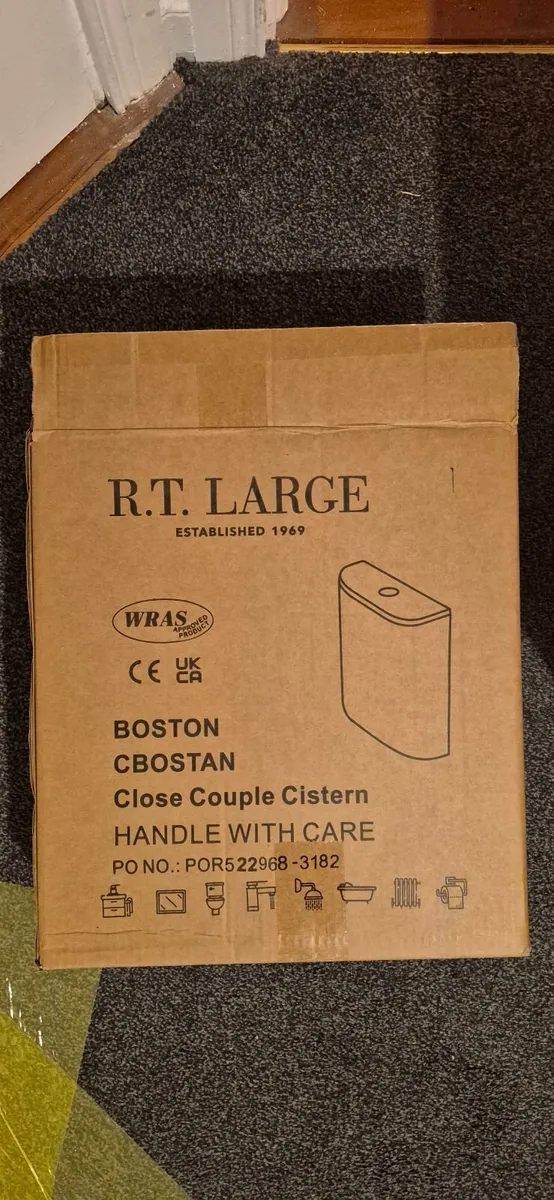 R.T. LARGE
ESTABLISHED 1969
WRAS APPROVED PRODUCT
CE UK CA
BOSTON
CBOSTAN
Close Couple Cistern
HANDLE WITH CARE
PO NO.: POR522968-3182